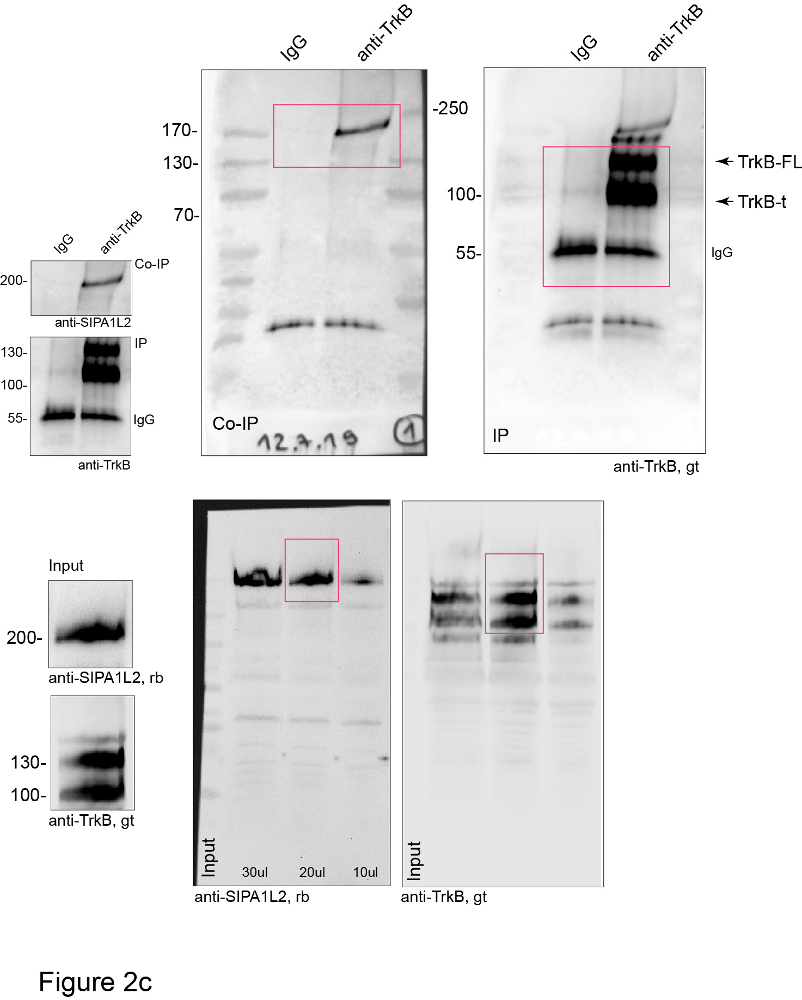 IgG
anti-TrkB
IgG
anti-TrkB
-250
170-
130-
70-
TrkB-FL
100-
TrkB-t
55-
IgG
IgG
anti-TrkB
Co-IP
200-
anti-SIPA1L2
IP
130-
100-
55-
IgG
anti-TrkB
Co-IP
12.7.19
1
IP
12.7.19
anti-TrkB, gt
Input
200-
anti-SIPA1L2, rb
130-
100-
anti-TrkB, gt
Input
30ul
20ul
10ul
anti-SIPA1L2, rb
Input
anti-TrkB, gt
Figure 2c